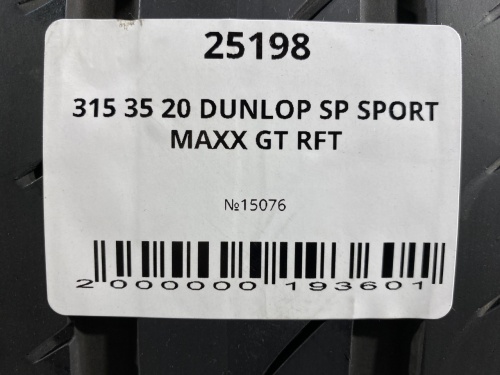 25198
315 35 20 DUNLOP SP SPORT
MAXX GT RFT
№15076
2 000000 193601